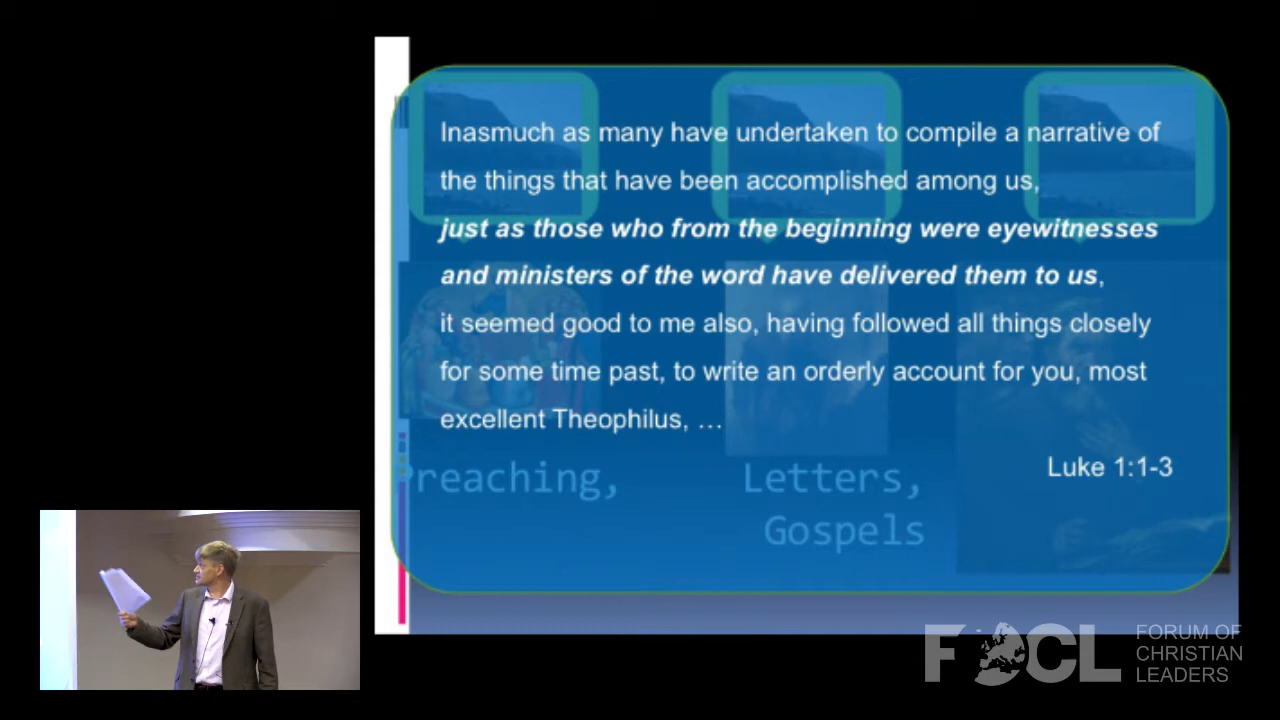 Inasmuch as many have undertaken to compile a narrative of
the things that have been accomplished among us,
just as those who from the beginning were eyewitnesses
and ministers of the word have delivered them to us,
it seemed good to me also, having followed all things closely
for some time past, to write an orderly account for you, most
excellent Theophilus, …
Luke 1:1-3
Preaching,
Letters,
Gospels
FOCL
FORUM OF
CHRISTIAN
LEADERS